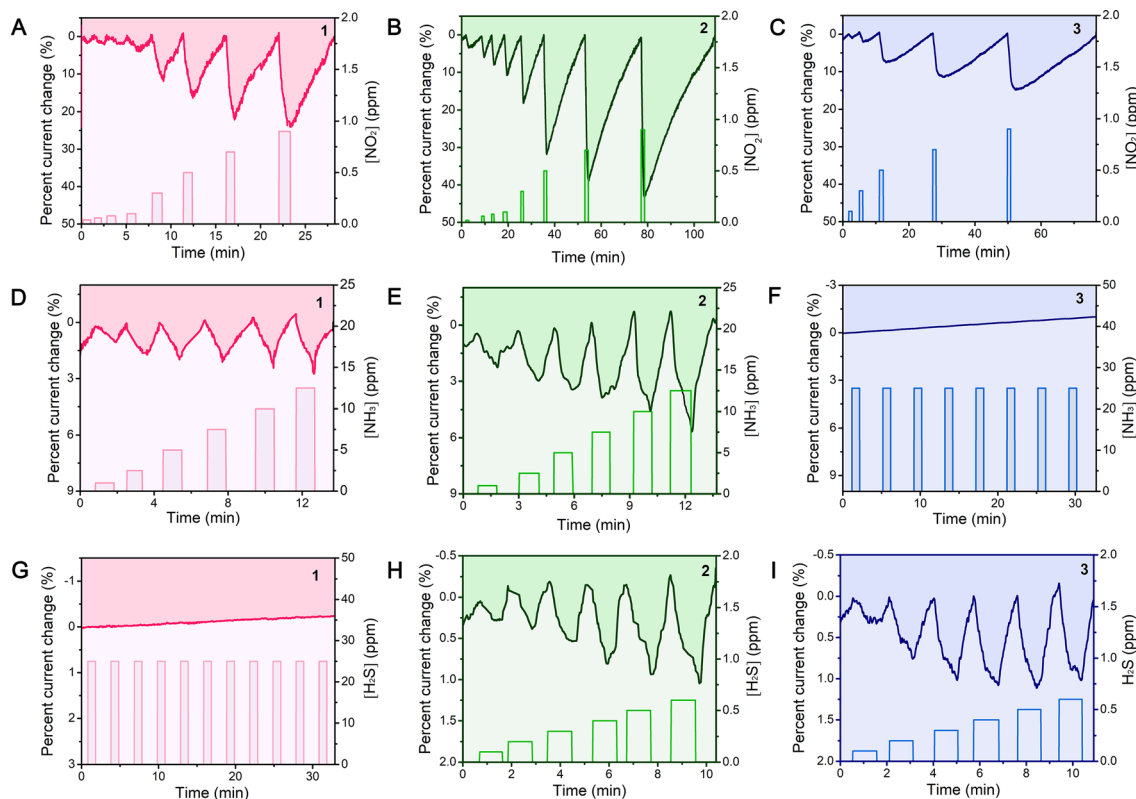 A
1
Percent current change (%)
0
10
20
30
40
50
0 5 10 15 20 25
Time (min)
2.0
1.5
1.0
0.5
0.0
[NO₂] (ppm)
B
2
Percent current change (%)
0
10
20
30
40
50
0 20 40 60 80 100
Time (min)
2.0
1.5
1.0
0.5
0.0
[NO₂] (ppm)
C
3
Percent current change (%)
0
10
20
30
40
50
0 20 40 60
Time (min)
2.0
1.5
1.0
0.5
0.0
[NO₂] (ppm)
D
1
Percent current change (%)
0
3
6
9
0 4 8 12
Time (min)
25
20
15
10
5
0
[NH₃] (ppm)
E
2
Percent current change (%)
0
3
6
9
0 3 6 9 12
Time (min)
25
20
15
10
5
0
[NH₃] (ppm)
F
3
Percent current change (%)
-3
0
3
6
9
0 10 20 30
Time (min)
50
40
30
20
10
0
[NH₃] (ppm)
G
1
Percent current change (%)
-1
0
1
2
3
0 10 20 30
Time (min)
50
40
30
20
10
0
[H₂S] (ppm)
H
2
Percent current change (%)
-0.5
0.0
0.5
1.0
1.5
2.0
0 2 4 6 8 10
Time (min)
2.0
1.5
1.0
0.5
0.0
[H₂S] (ppm)
I
3
Percent current change (%)
-0.5
0.0
0.5
1.0
1.5
2.0
0 2 4 6 8 10
Time (min)
2.0
1.5
1.0
0.5
0.0
H₂S] (ppm)